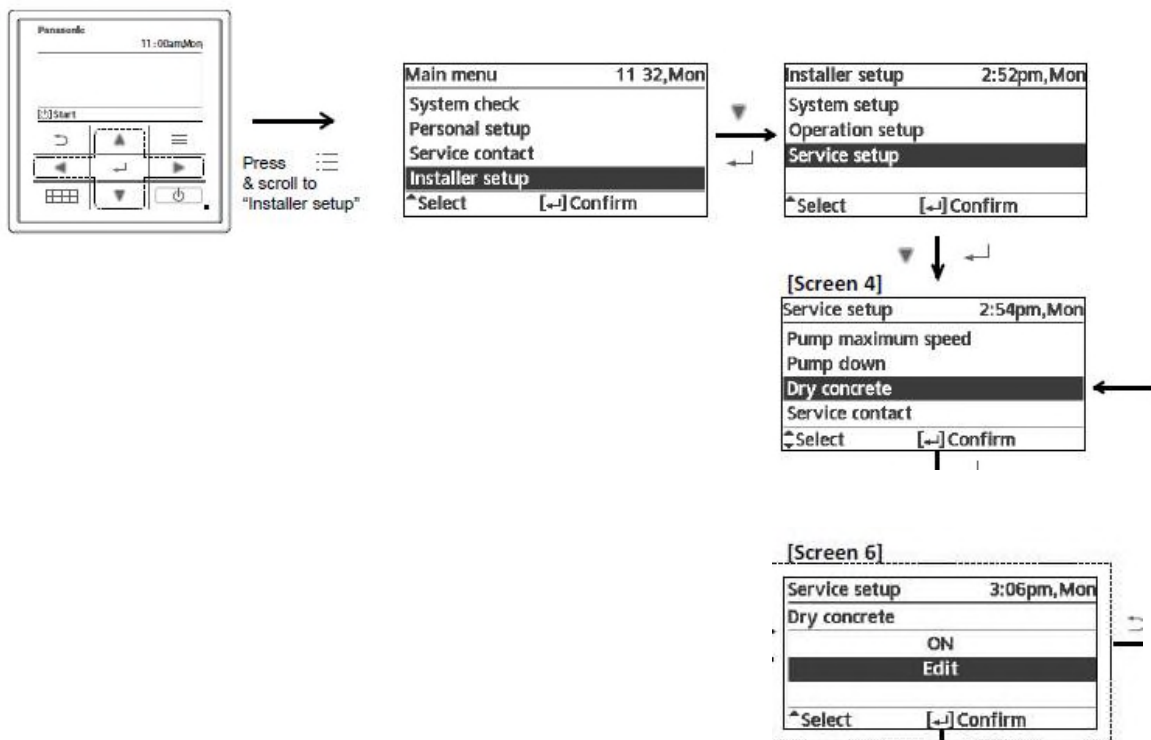 Panasonic
11:00am,Mon
[⏻]Start
Press
& scroll to
"Installer setup"
Main menu 11 32,Mon
System check
Personal setup
Service contact
Installer setup
Select [↵]Confirm
Installer setup 2:52pm,Mon
System setup
Operation setup
Service setup
Select [↵]Confirm
[Screen 4]
Service setup 2:54pm,Mon
Pump maximum speed
Pump down
Dry concrete
Service contact
Select [↵]Confirm
[Screen 6]
Service setup 3:06pm,Mon
Dry concrete
ON
Edit
Select [↵]Confirm